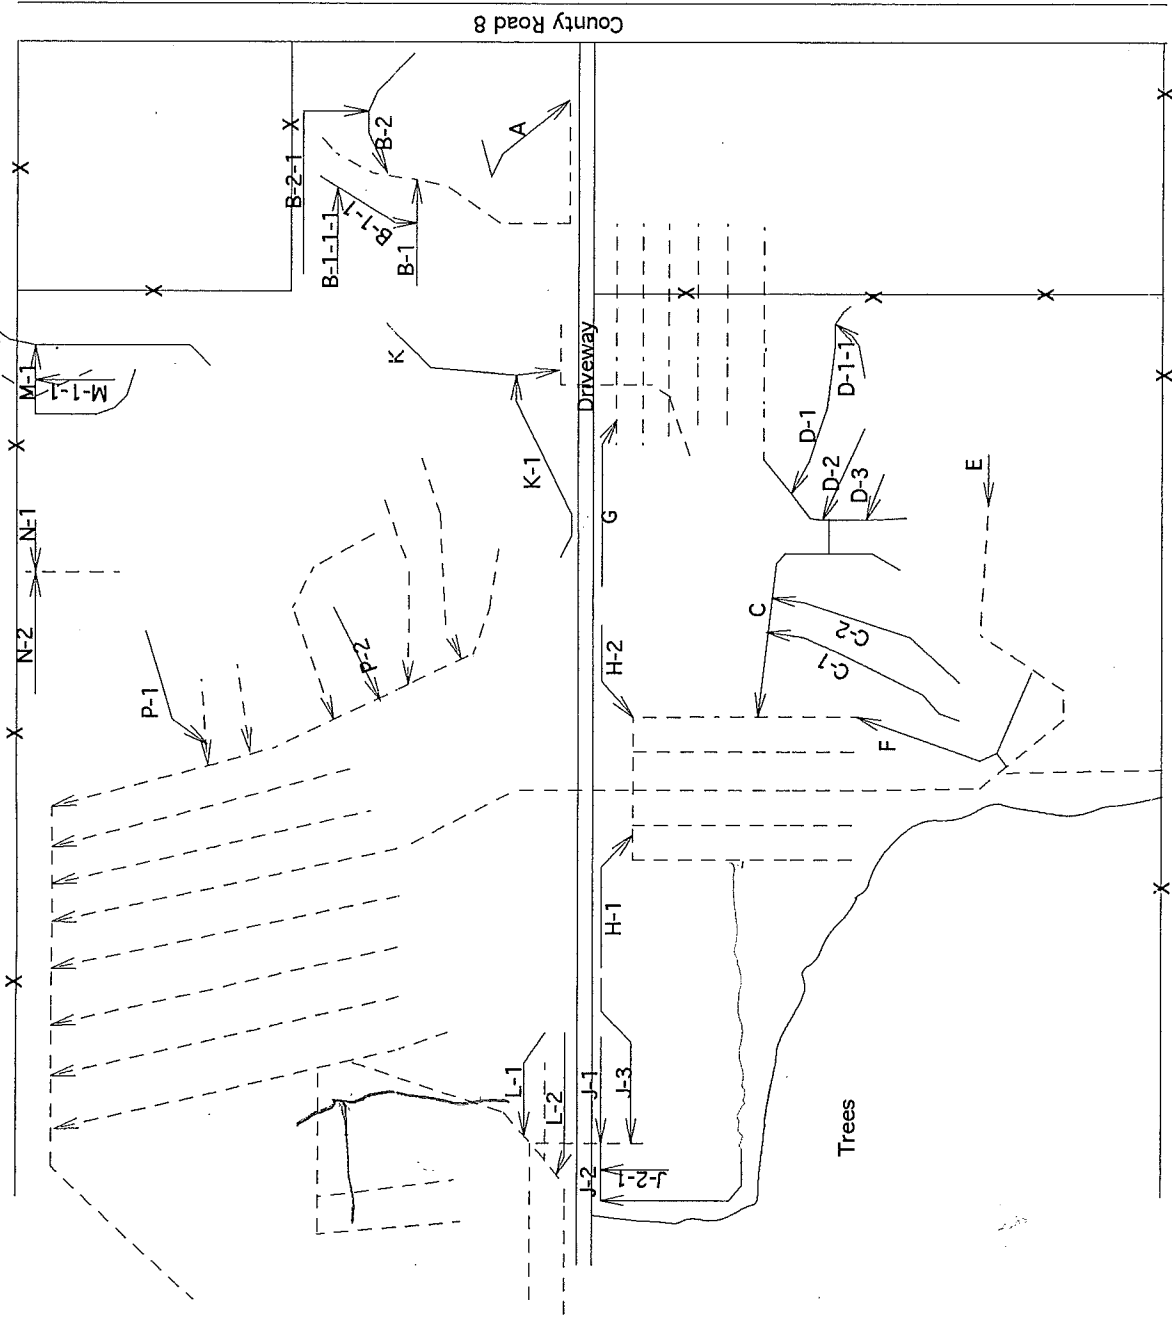 County Road 8
B-2-1
B-2
A
B-1-1-1
B-1-1
B-1
M-1
M-1-1
K
Driveway
D-1-1
D-1
K-1
D-2
D-3
E
N-1
G
N-2
P-1
P-2
H-2
C
C-2
C-1
F
H-1
L-1
L-2
J-1
J-3
J-2
J-2-1
Trees
X
X
X
X
X
X
X
X
X
X
X
X
X